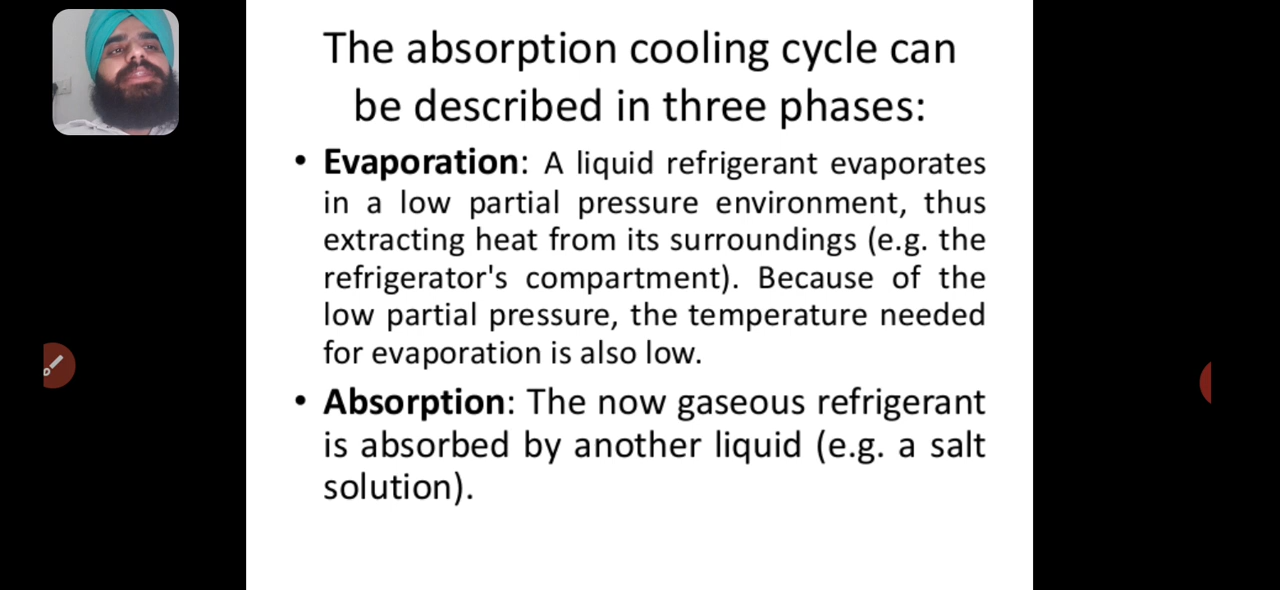 The absorption cooling cycle can
be described in three phases:
• Evaporation: A liquid refrigerant evaporates
in a low partial pressure environment, thus
extracting heat from its surroundings (e.g. the
refrigerator's compartment). Because of the
low partial pressure, the temperature needed
for evaporation is also low.
• Absorption: The now gaseous refrigerant
is absorbed by another liquid (e.g. a salt
solution).